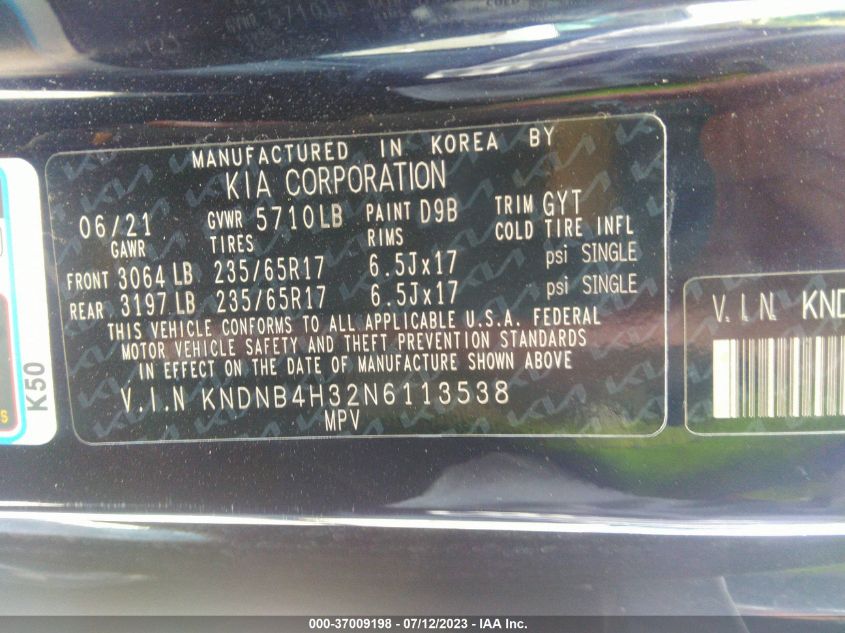 MANUFACTURED IN KOREA BY
KIA CORPORATION
06/21 GVWR 5710LB PAINT D9B TRIM GYT
GAWR TIRES RIMS COLD TIRE INFL
FRONT 3064 LB 235/65R17 6.5Jx17 psi SINGLE
REAR 3197 LB 235/65R17 6.5Jx17 psi SINGLE
THIS VEHICLE CONFORMS TO ALL APPLICABLE U.S.A. FEDERAL
MOTOR VEHICLE SAFETY AND THEFT PREVENTION STANDARDS
IN EFFECT ON THE DATE OF MANUFACTURE SHOWN ABOVE
V.I.N KNDNB4H32N6113538
MPV
K50
V.I.N. KND
000-37009198 - 07/12/2023 - IAA Inc.